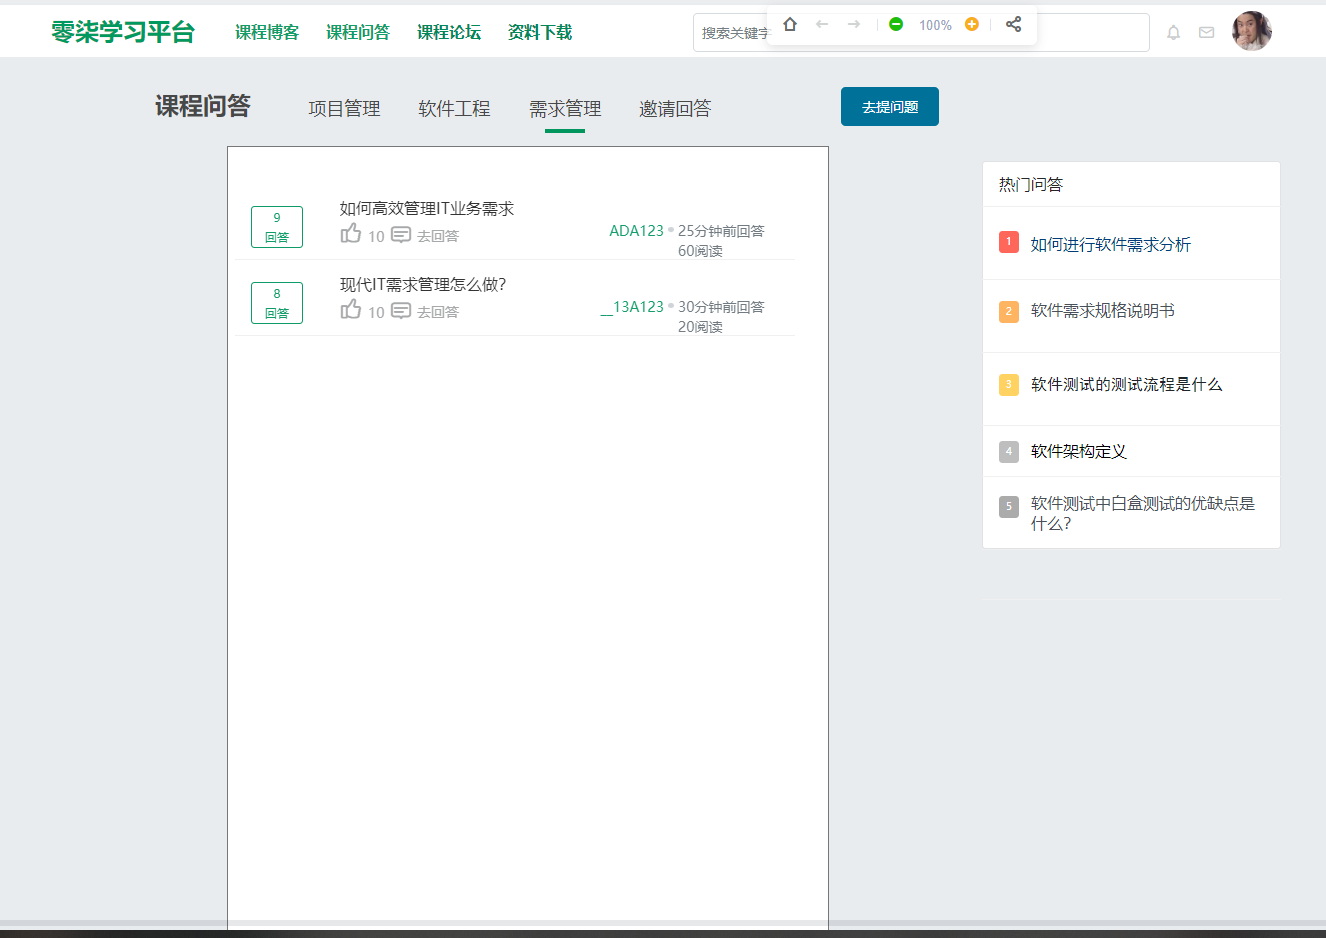 零柒学习平台 课程博客 课程问答 课程论坛 资料下载 搜索关键字 100%
课程问答 项目管理 软件工程 需求管理 邀请回答 去提问题
热门问答
9
回答
如何高效管理IT业务需求
10 去回答
ADA123 25分钟前回答
60阅读
8
回答
现代IT需求管理怎么做?
10 去回答
__13A123 30分钟前回答
20阅读
1 如何进行软件需求分析
2 软件需求规格说明书
3 软件测试的测试流程是什么
4 软件架构定义
5 软件测试中白盒测试的优缺点是
什么?